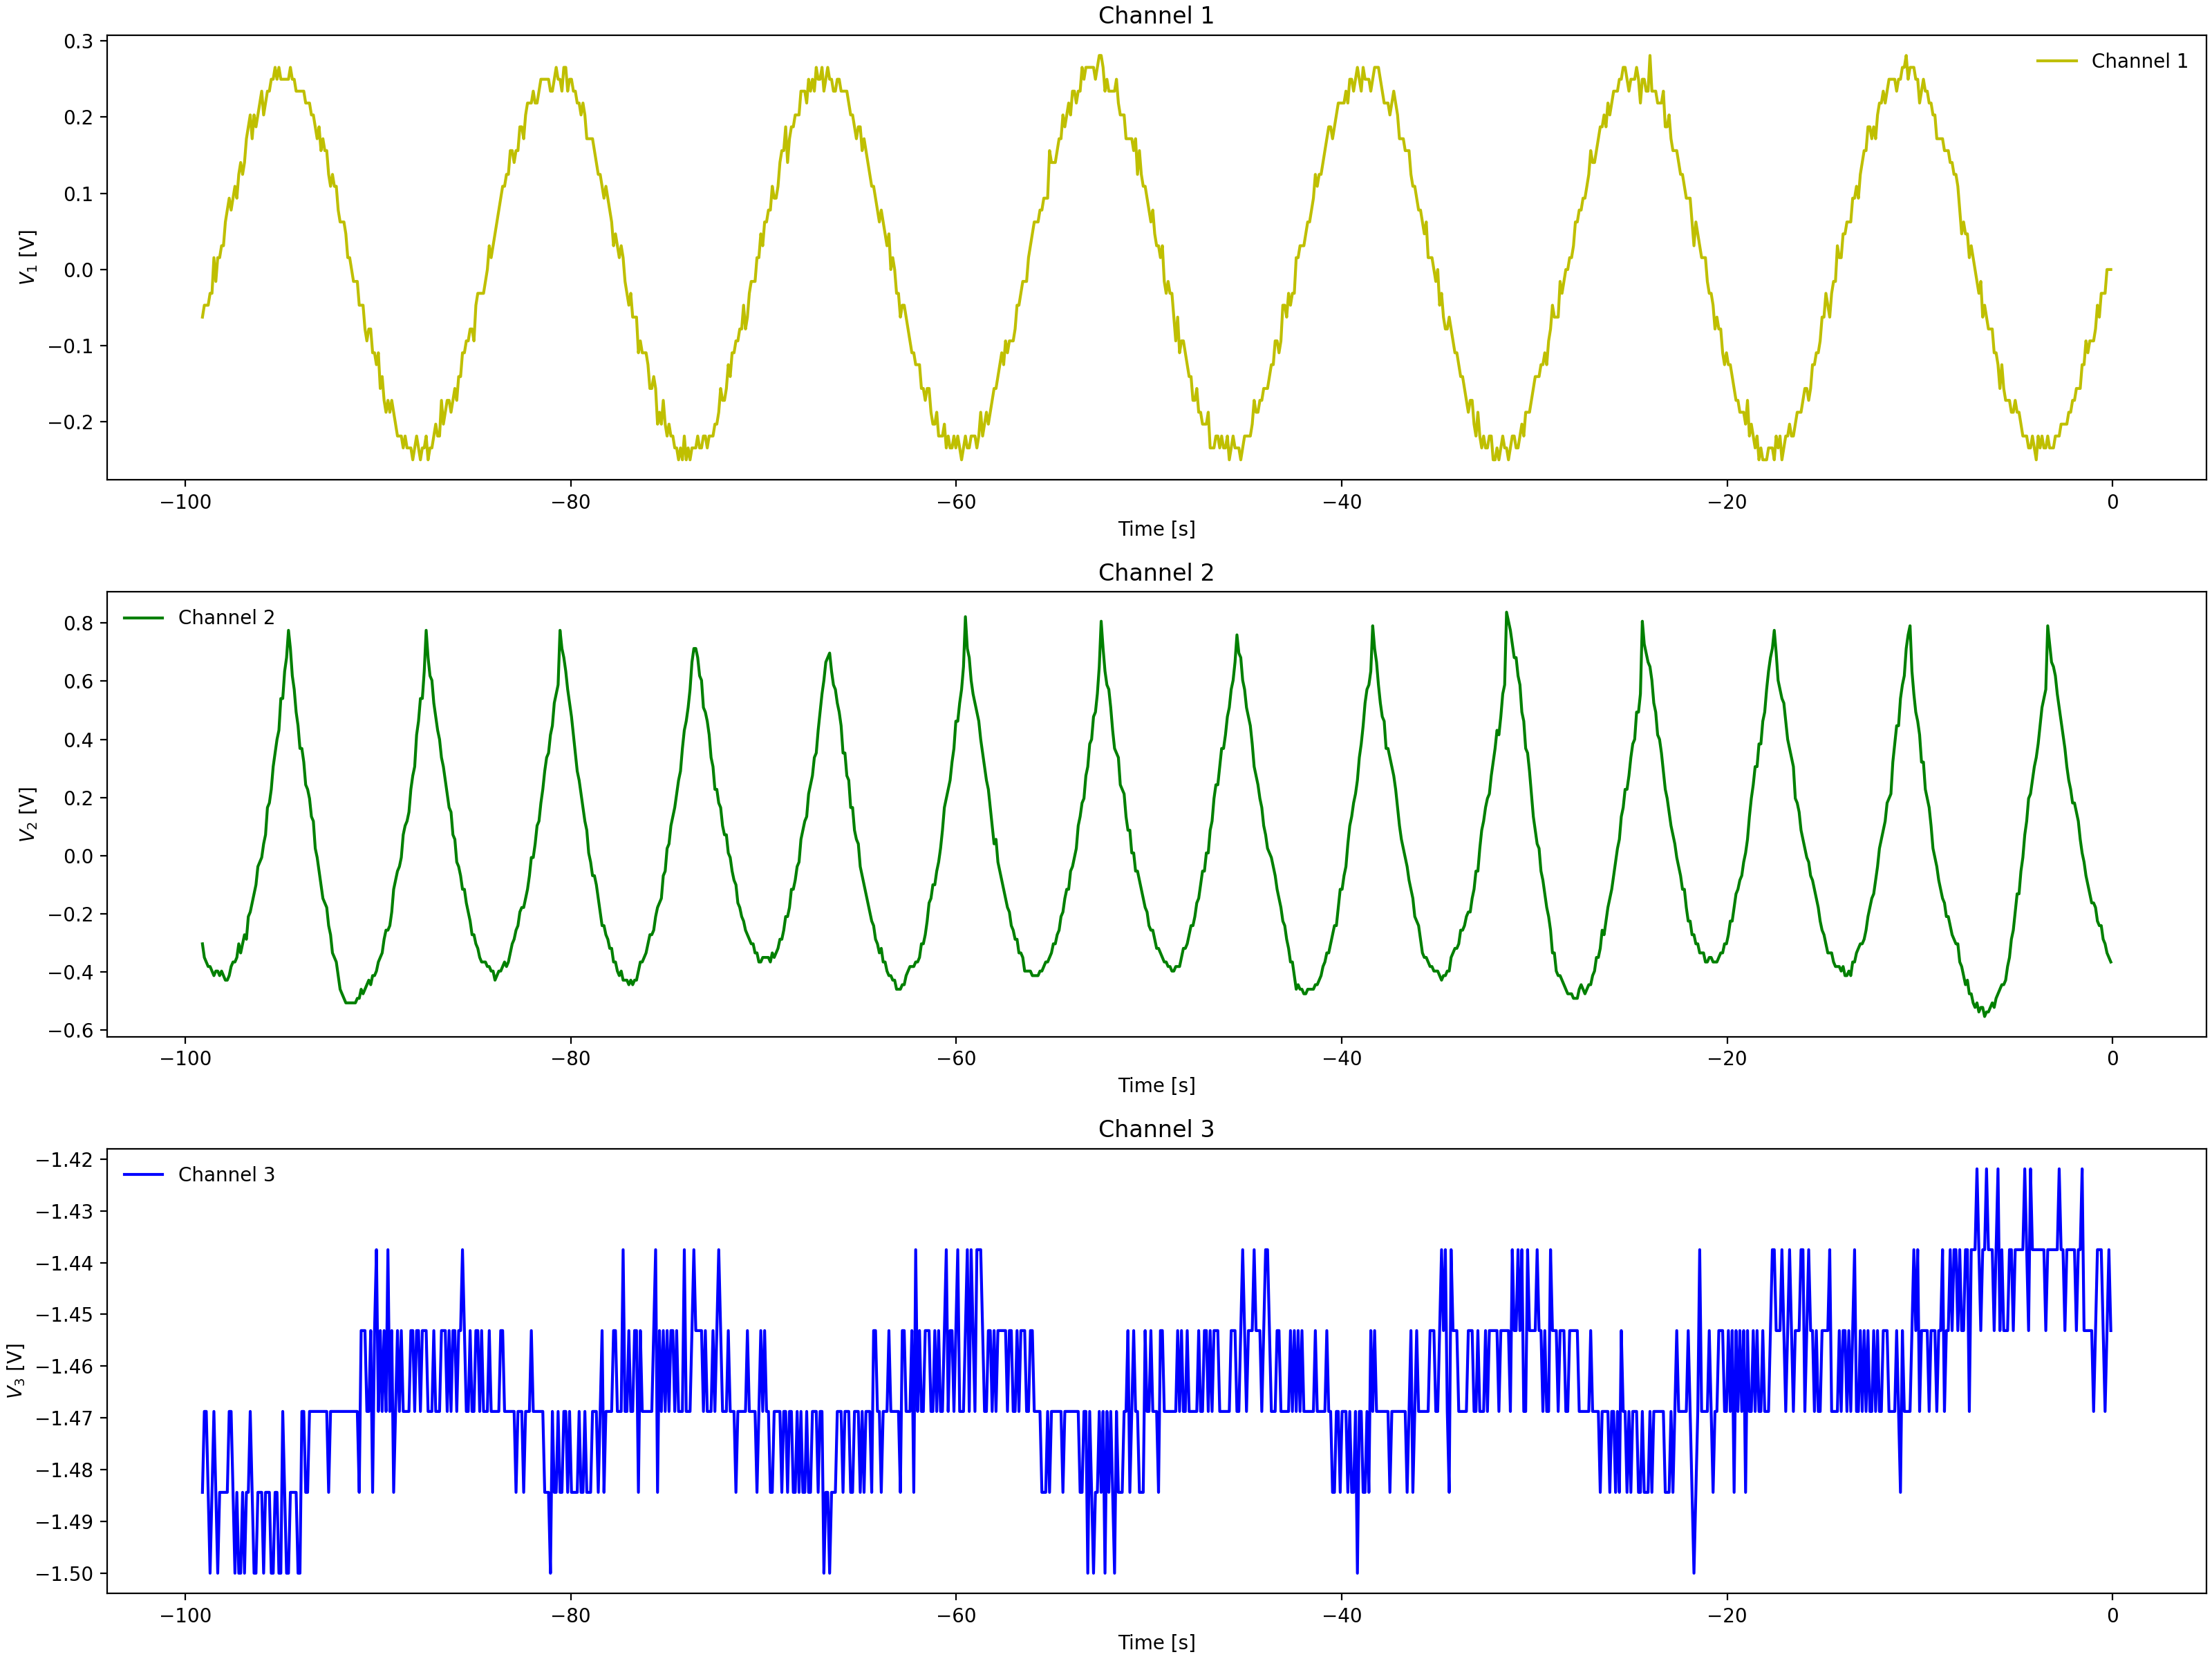 Channel 1
Channel 1
0.3
0.2
0.1
0.0
−0.1
−0.2
V1 [V]
−100 −80 −60 −40 −20 0
Time [s]
Channel 2
Channel 2
0.8
0.6
0.4
0.2
0.0
−0.2
−0.4
−0.6
V2 [V]
−100 −80 −60 −40 −20 0
Time [s]
Channel 3
Channel 3
−1.42
−1.43
−1.44
−1.45
−1.46
−1.47
−1.48
−1.49
−1.50
V3 [V]
−100 −80 −60 −40 −20 0
Time [s]